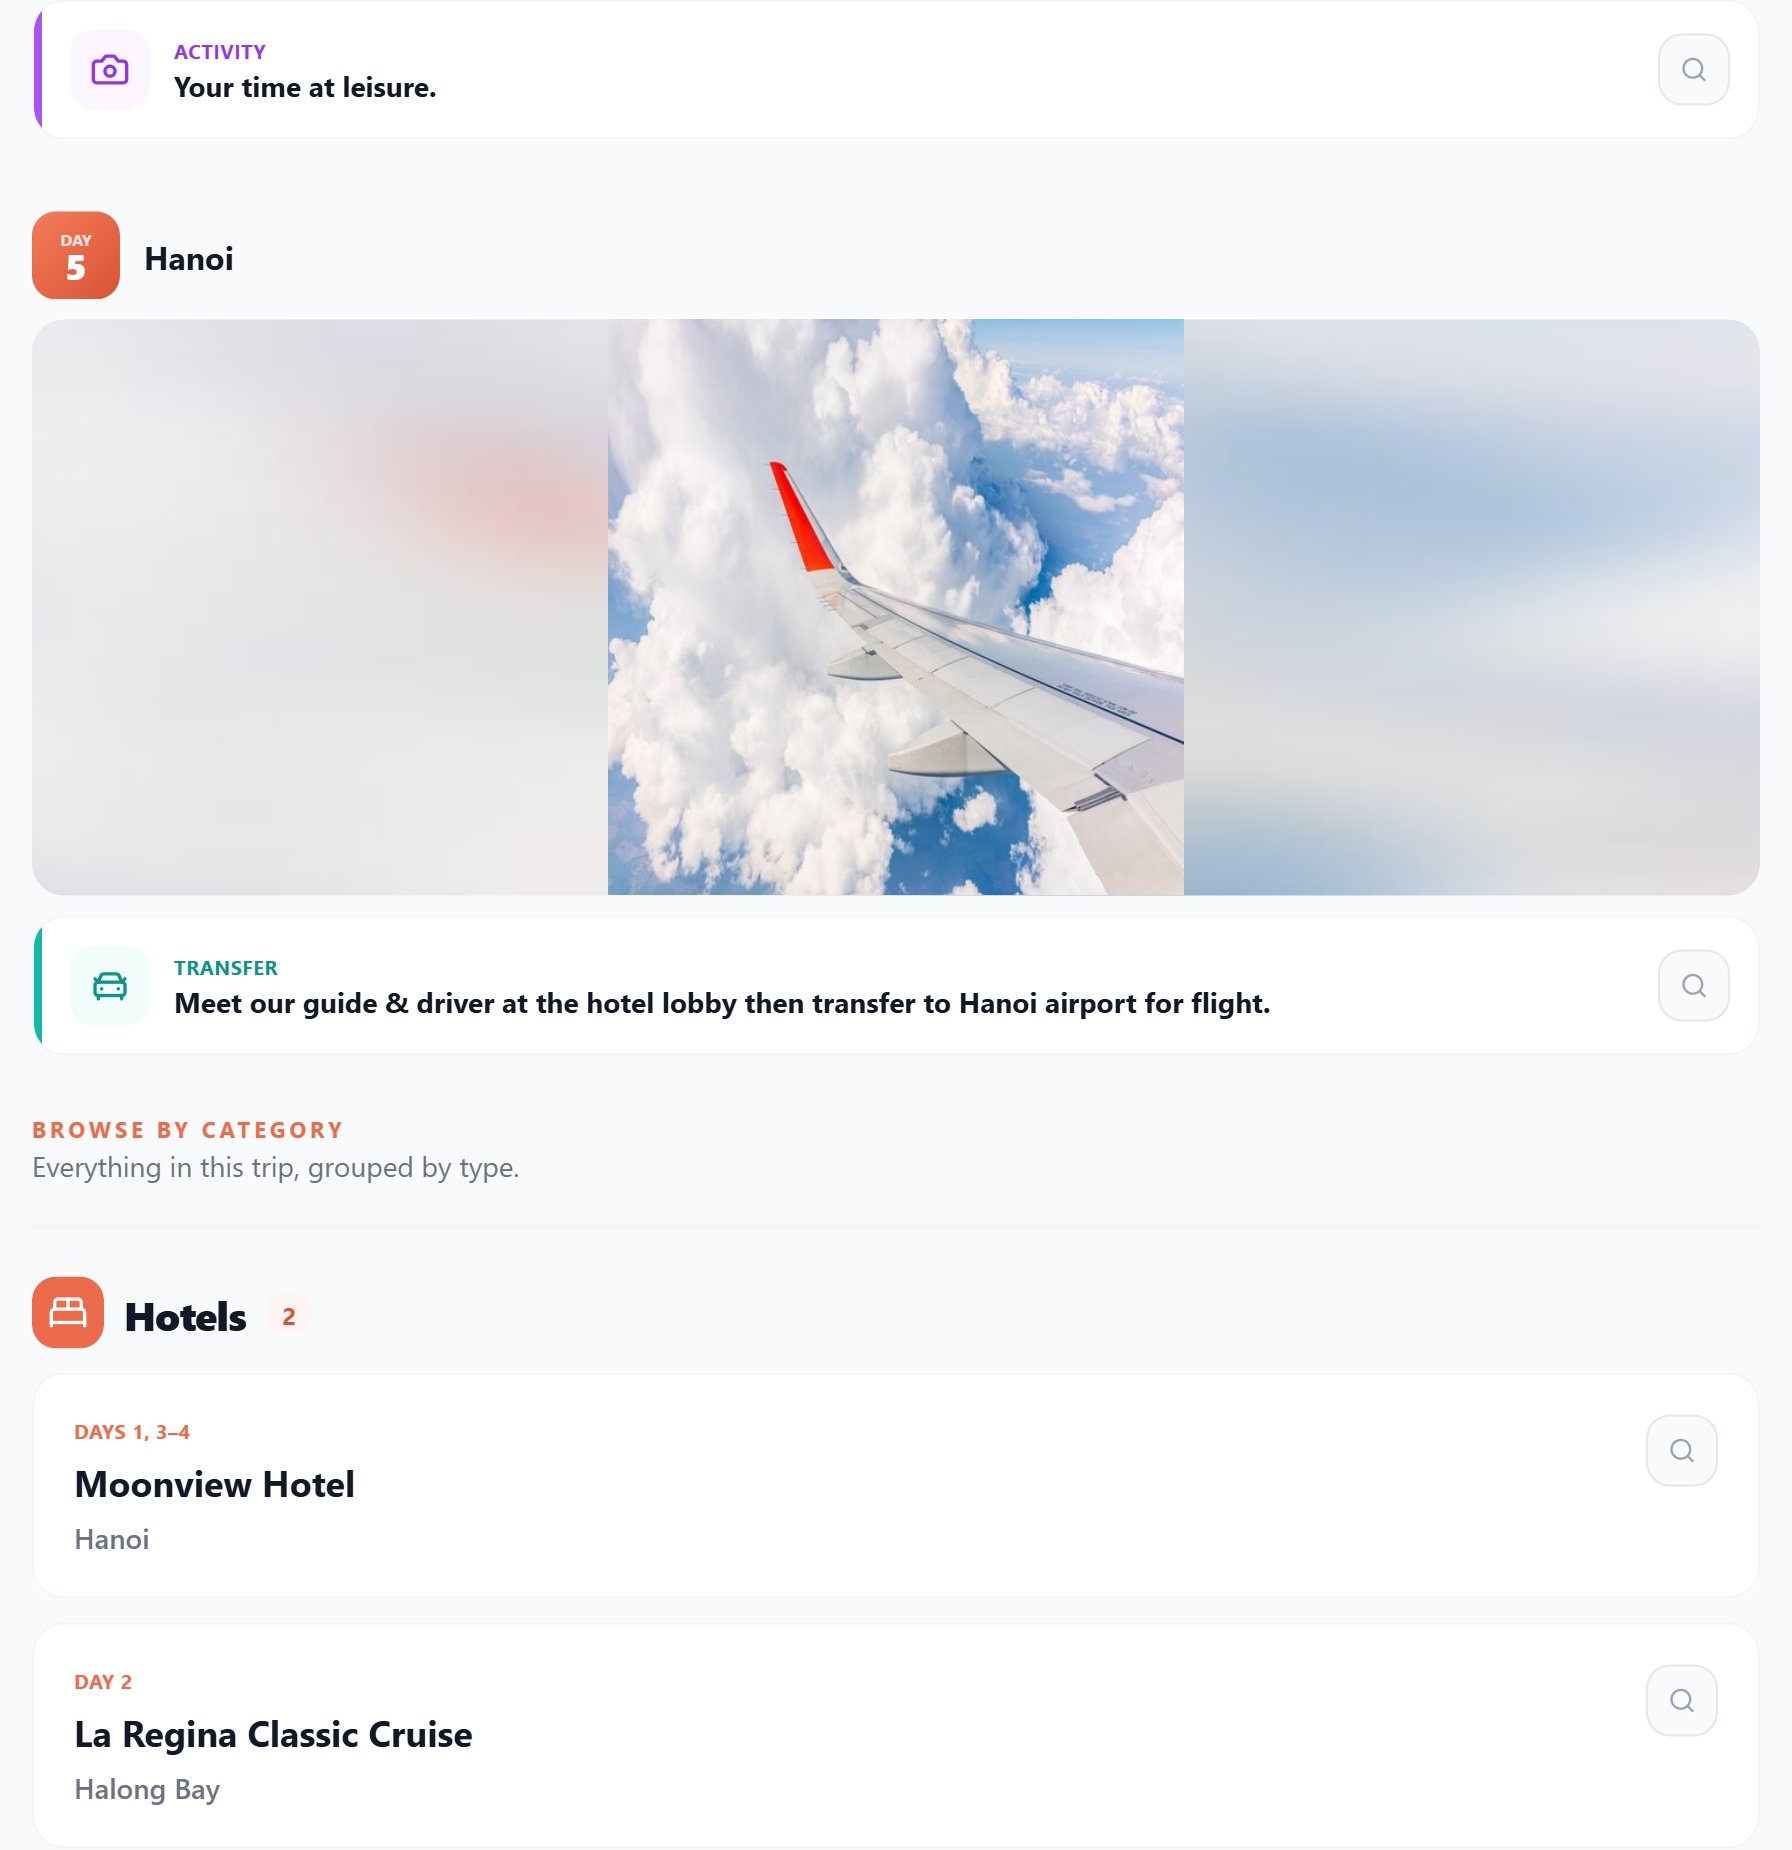 ACTIVITY
Your time at leisure.
DAY
5
Hanoi
TRANSFER
Meet our guide & driver at the hotel lobby then transfer to Hanoi airport for flight.
BROWSE BY CATEGORY
Everything in this trip, grouped by type.
Hotels 2
DAYS 1, 3–4
Moonview Hotel
Hanoi
DAY 2
La Regina Classic Cruise
Halong Bay